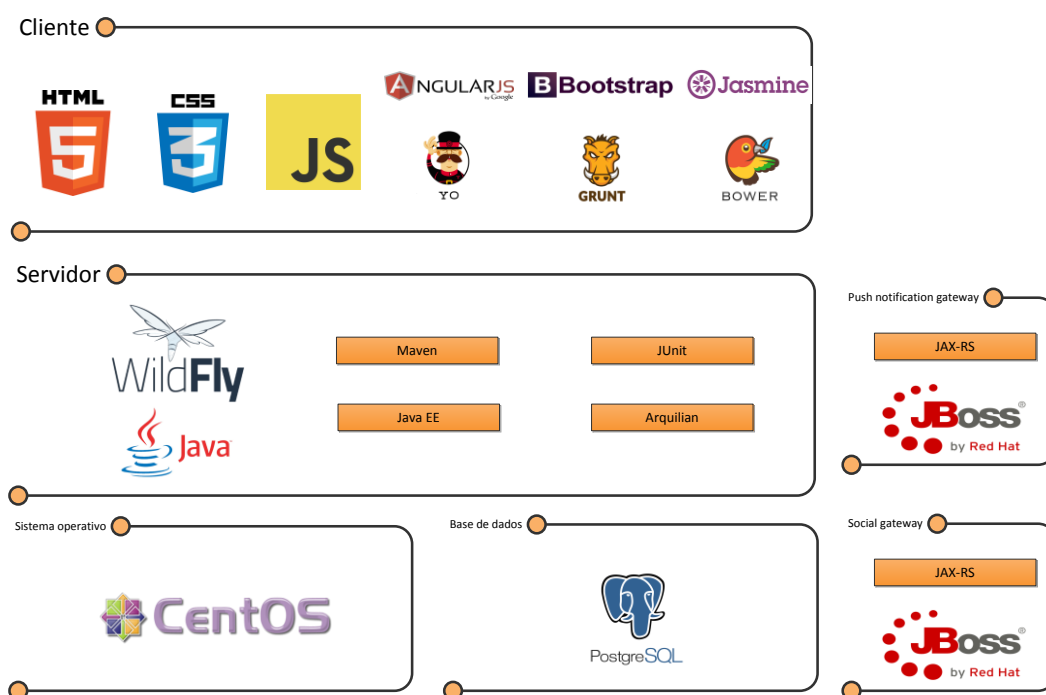 Cliente
HTML
5
CSS
3
JS
ANGULARJS
by Google
B Bootstrap
Jasmine
YO
GRUNT
BOWER
Servidor
WildFly
Java
Maven
JUnit
Java EE
Arquilian
Push notification gateway
JAX-RS
JBoss®
by Red Hat
Sistema operativo
CentOS
Base de dados
PostgreSQL
Social gateway
JAX-RS
JBoss®
by Red Hat